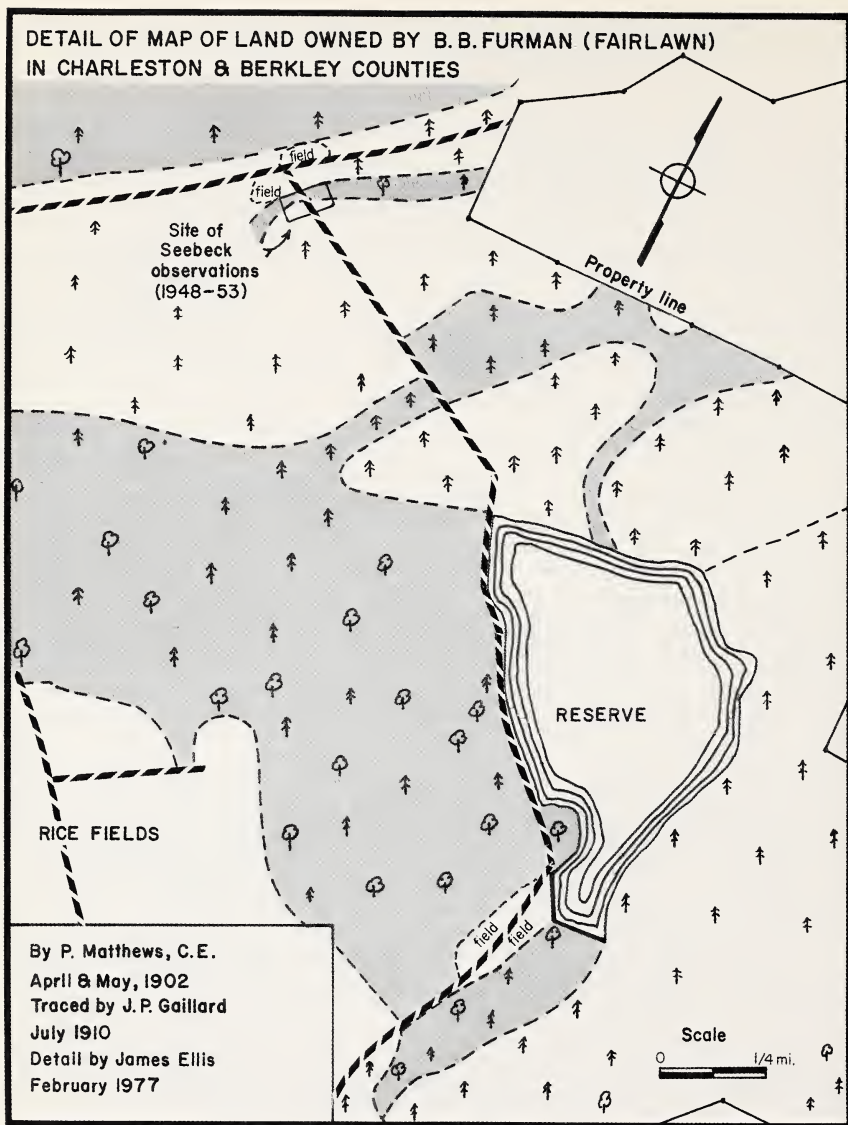 DETAIL OF MAP OF LAND OWNED BY B.B. FURMAN (FAIRLAWN)
IN CHARLESTON & BERKLEY COUNTIES
field
field
Site of
Seebeck
observations
(1948-53)
Property line
RESERVE
RICE FIELDS
field
field
By P. Matthews, C.E.
April & May, 1902
Traced by J.P. Gaillard
July 1910
Detail by James Ellis
February 1977
Scale
0 1/4 mi.